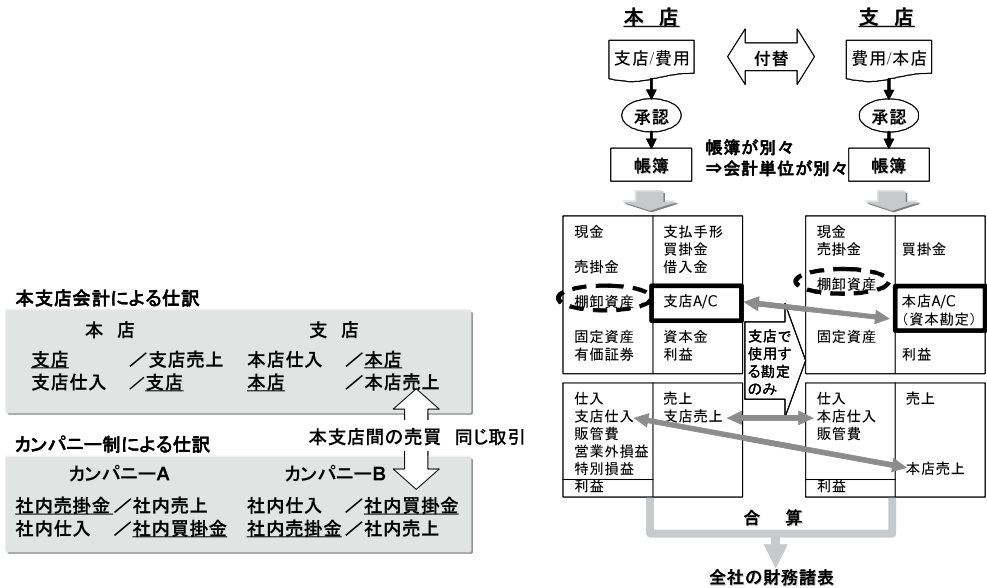 本 店
支 店
支店/費用
付替
費用/本店
承認
承認
帳簿
帳簿が別々
⇒会計単位が別々
帳簿
現金
売掛金
棚卸資産
固定資産
有価証券
支払手形
買掛金
借入金
支店A/C
資本金
利益
支店で
使用す
る勘定
のみ
現金
売掛金
棚卸資産
固定資産
買掛金
本店A/C
(資本勘定)
利益
仕入
支店仕入
販管費
営業外損益
特別損益
利益
売上
支店売上
仕入
本店仕入
販管費
利益
売上
本店売上
合 算
全社の財務諸表
本支店会計による仕訳
本 店 支 店
支店 /支店売上 本店仕入 /本店
支店仕入 /支店 本店 /本店売上
本支店間の売買 同じ取引
カンパニー制による仕訳
カンパニーA カンパニーB
社内売掛金/社内売上 社内仕入 /社内買掛金
社内仕入 /社内買掛金 社内売掛金/社内売上